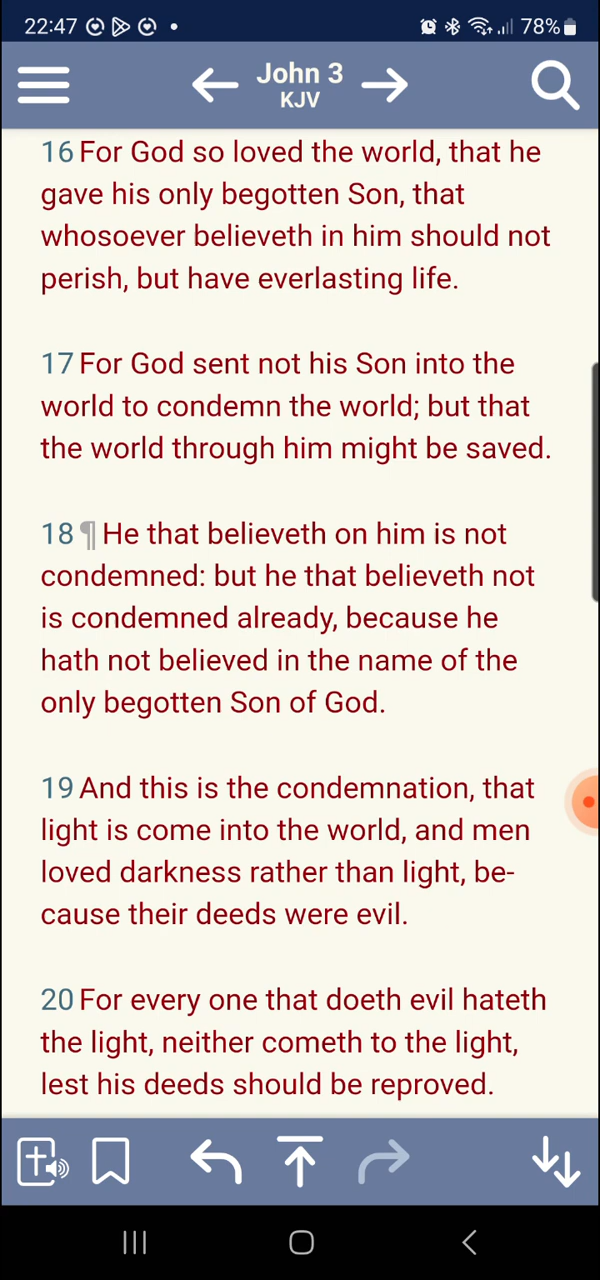 22:47 78%
John 3
KJV
16 For God so loved the world, that he
gave his only begotten Son, that
whosoever believeth in him should not
perish, but have everlasting life.
17 For God sent not his Son into the
world to condemn the world; but that
the world through him might be saved.
18 ¶ He that believeth on him is not
condemned: but he that believeth not
is condemned already, because he
hath not believed in the name of the
only begotten Son of God.
19 And this is the condemnation, that
light is come into the world, and men
loved darkness rather than light, be-
cause their deeds were evil.
20 For every one that doeth evil hateth
the light, neither cometh to the light,
lest his deeds should be reproved.